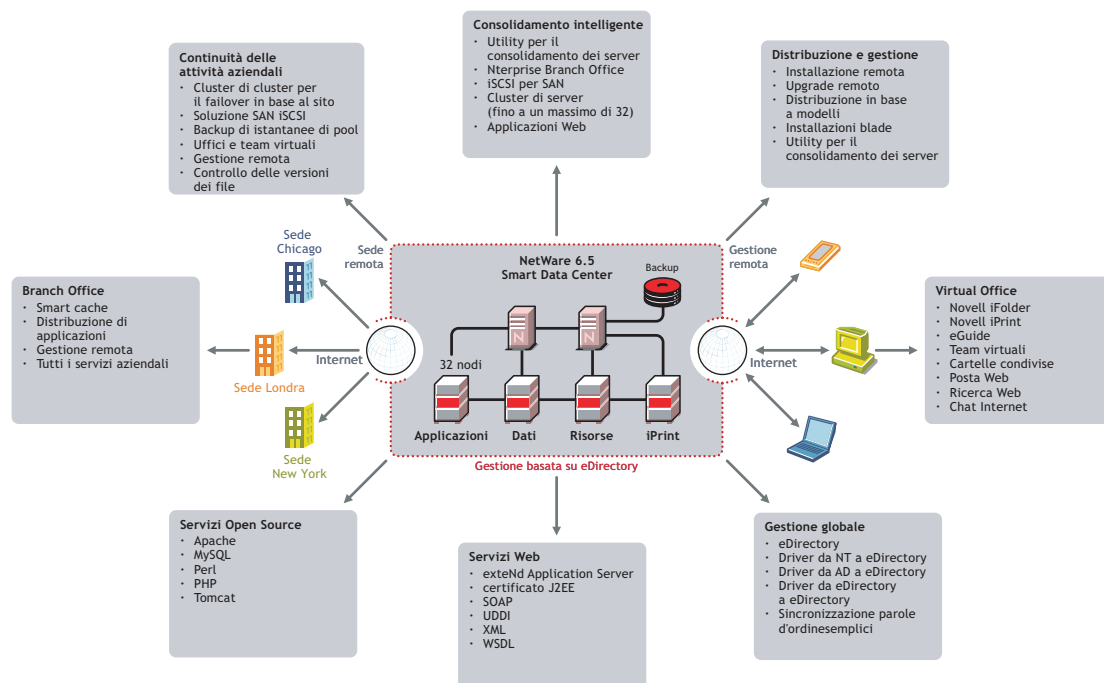 Consolidamento intelligente
· Utility per il
consolidamento dei server
· Nterprise Branch Office
· iSCSI per SAN
· Cluster di server
(fino a un massimo di 32)
· Applicazioni Web
Continuità delle
attività aziendali
· Cluster di cluster per
il failover in base al sito
· Soluzione SAN iSCSI
· Backup di istantanee di pool
· Uffici e team virtuali
· Gestione remota
· Controllo delle versioni
dei file
Distribuzione e gestione
· Installazione remota
· Upgrade remoto
· Distribuzione in base
a modelli
· Installazioni blade
· Utility per il
consolidamento dei server
Sede
Chicago
Sede
remota
NetWare 6.5
Smart Data Center
Backup
Gestione
remota
Branch Office
· Smart cache
· Distribuzione di
applicazioni
· Gestione remota
· Tutti i servizi aziendali
Internet
Sede Londra
32 nodi
Internet
Virtual Office
· Novell iFolder
· Novell iPrint
· eGuide
· Team virtuali
· Cartelle condivise
· Posta Web
· Ricerca Web
· Chat Internet
Applicazioni
Dati
Risorse
iPrint
Sede
New York
Gestione basata su eDirectory
Servizi Open Source
· Apache
· MySQL
· Perl
· PHP
· Tomcat
Servizi Web
· exteNd Application Server
· certificato J2EE
· SOAP
· UDDI
· XML
· WSDL
Gestione globale
· eDirectory
· Driver da NT a eDirectory
· Driver da AD a eDirectory
· Driver da eDirectory
a eDirectory
· Sincronizzazione parole
d'ordinesemplici